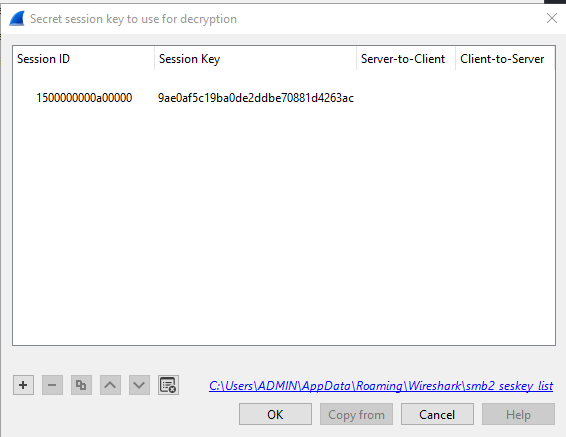 Secret session key to use for decryption
Session ID Session Key Server-to-Client Client-to-Server
1500000000a00000 9ae0af5c19ba0de2ddbe70881d4263ac
C:\Users\ADMIN\AppData\Roaming\Wireshark\smb2_seskey_list
OK Copy from Cancel Help